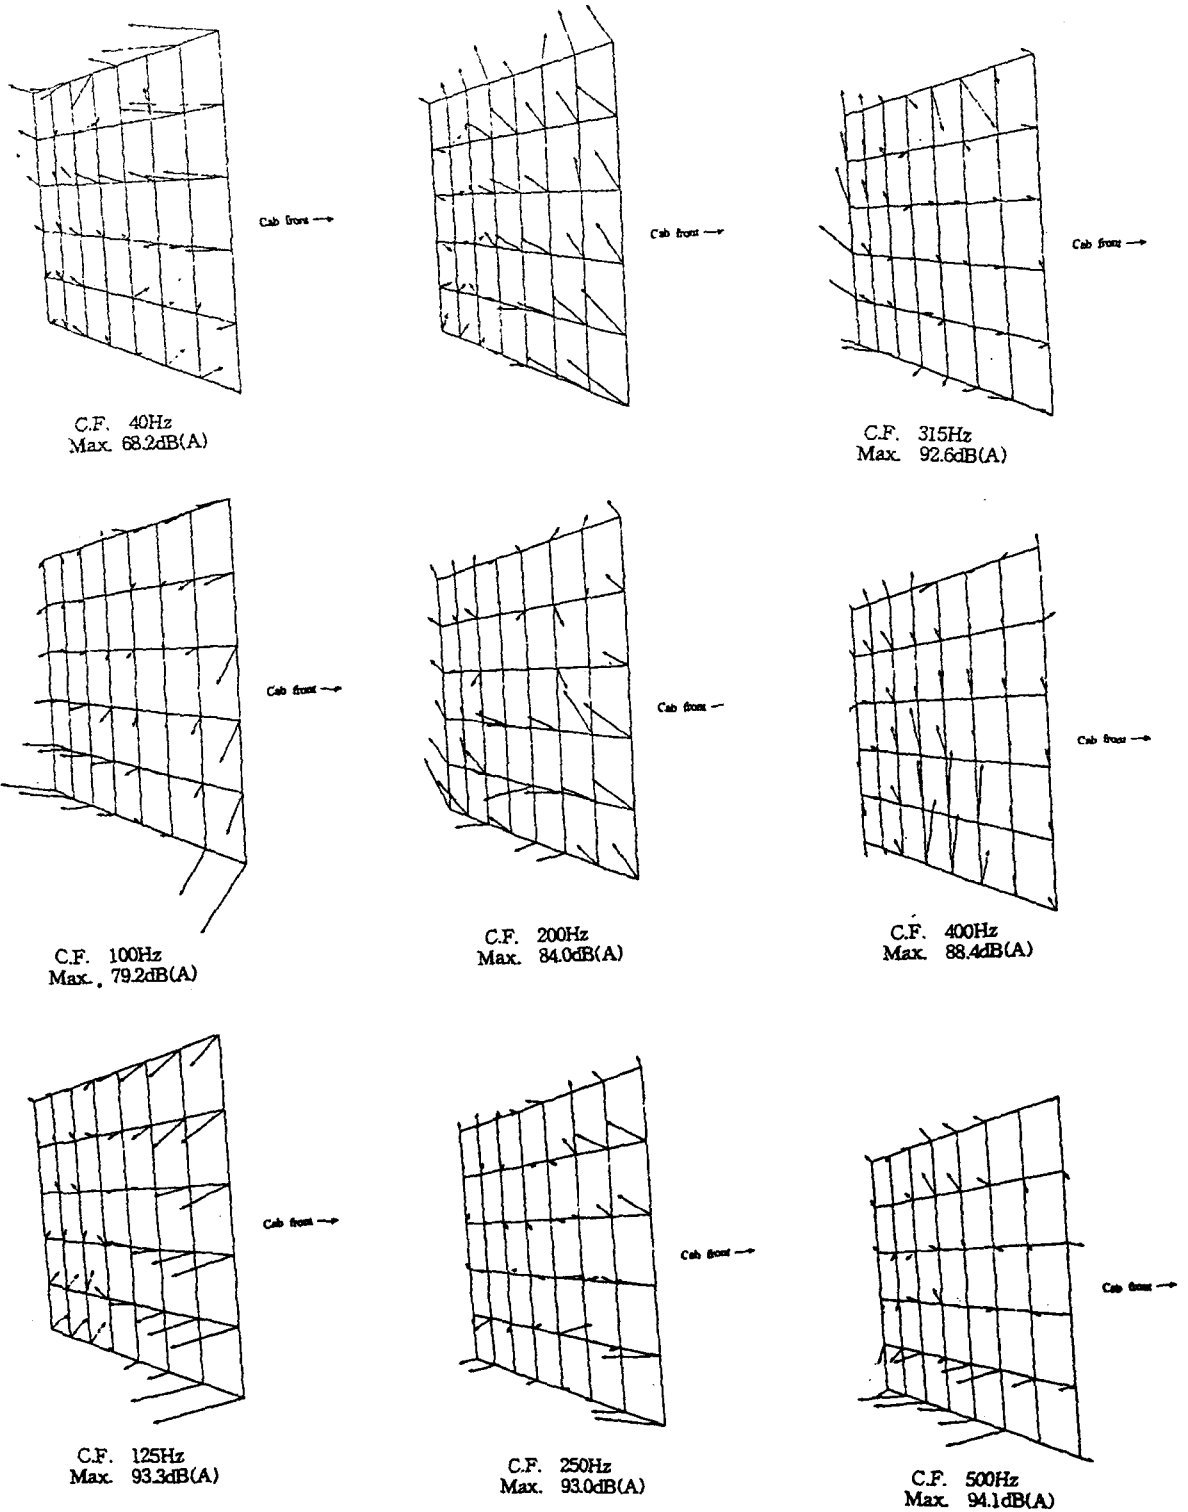 Cab front →
C.F. 40Hz
Max. 68.2dB(A)
Cab front →
Cab front →
C.F. 315Hz
Max. 92.6dB(A)
Cab front →
C.F. 100Hz
Max. 79.2dB(A)
Cab front –
C.F. 200Hz
Max. 84.0dB(A)
Cab front →
C.F. 400Hz
Max. 88.4dB(A)
Cab front →
C.F. 125Hz
Max. 93.3dB(A)
Cab front →
C.F. 250Hz
Max. 93.0dB(A)
Cab front →
C.F. 500Hz
Max. 94.1dB(A)